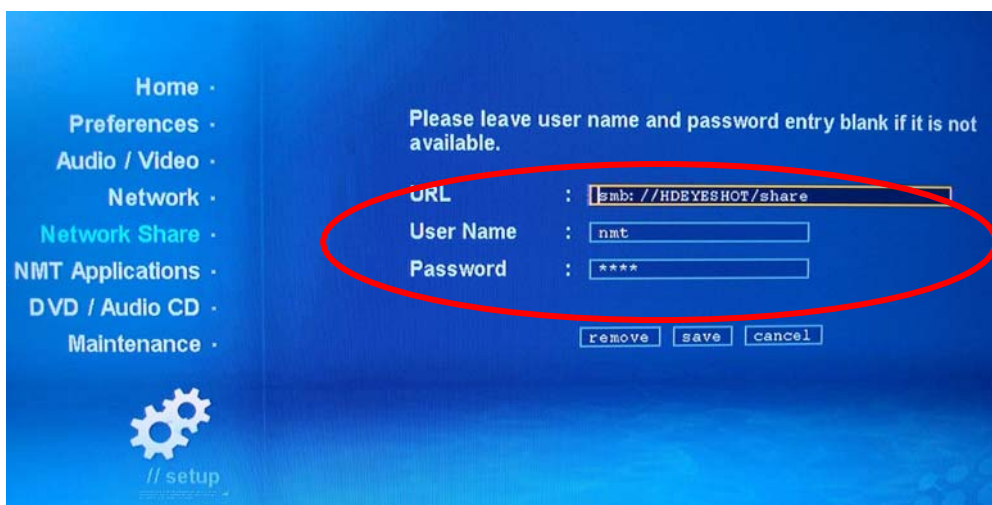 Home
Preferences
Audio / Video
Network
Network Share
NMT Applications
DVD / Audio CD
Maintenance
// setup
Please leave user name and password entry blank if it is not
available.
URL : smb://HDEYESHOT/share
User Name : nmt
Password : ****
remove save cancel